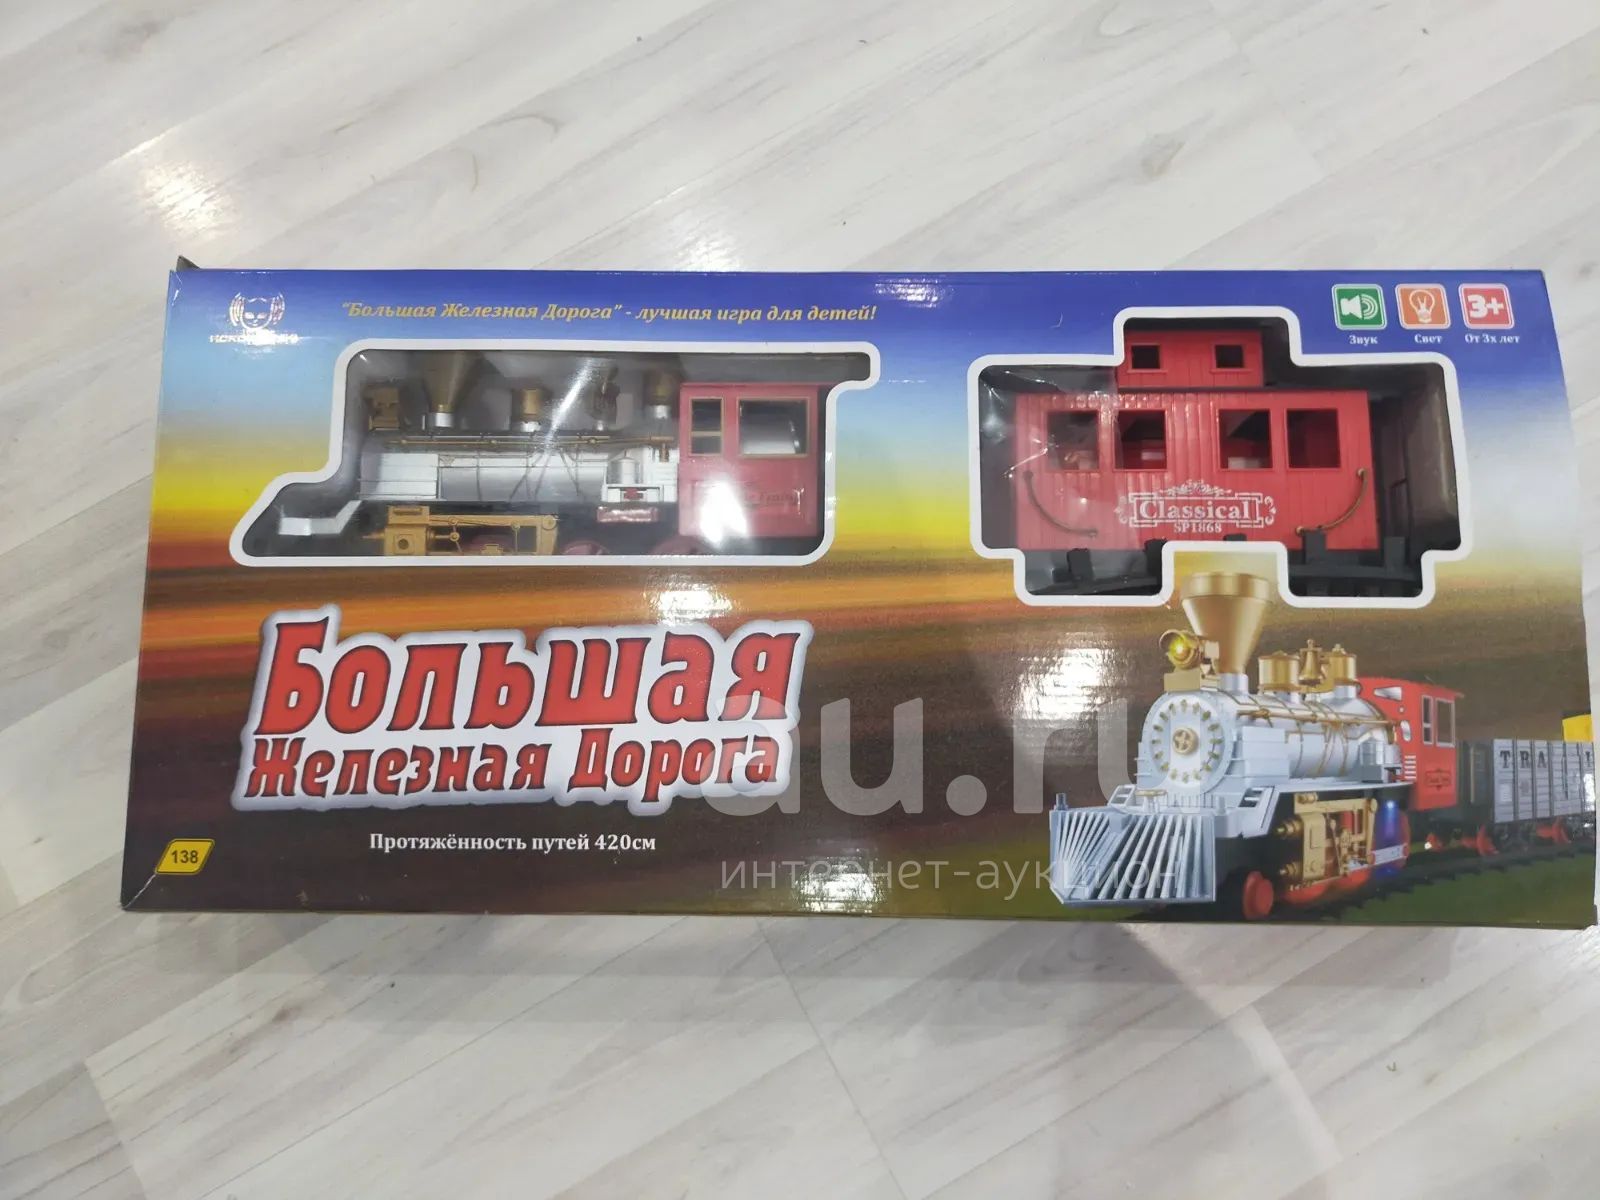 "Большая Железная Дорога" - лучшая игра для детей!
3+
Звук
Свет
От 3х лет
Classical
SP1868
Большая
Железная Дорога
Протяжённость путей 420см
138
TRAI
au.ru
интернет-аукцион